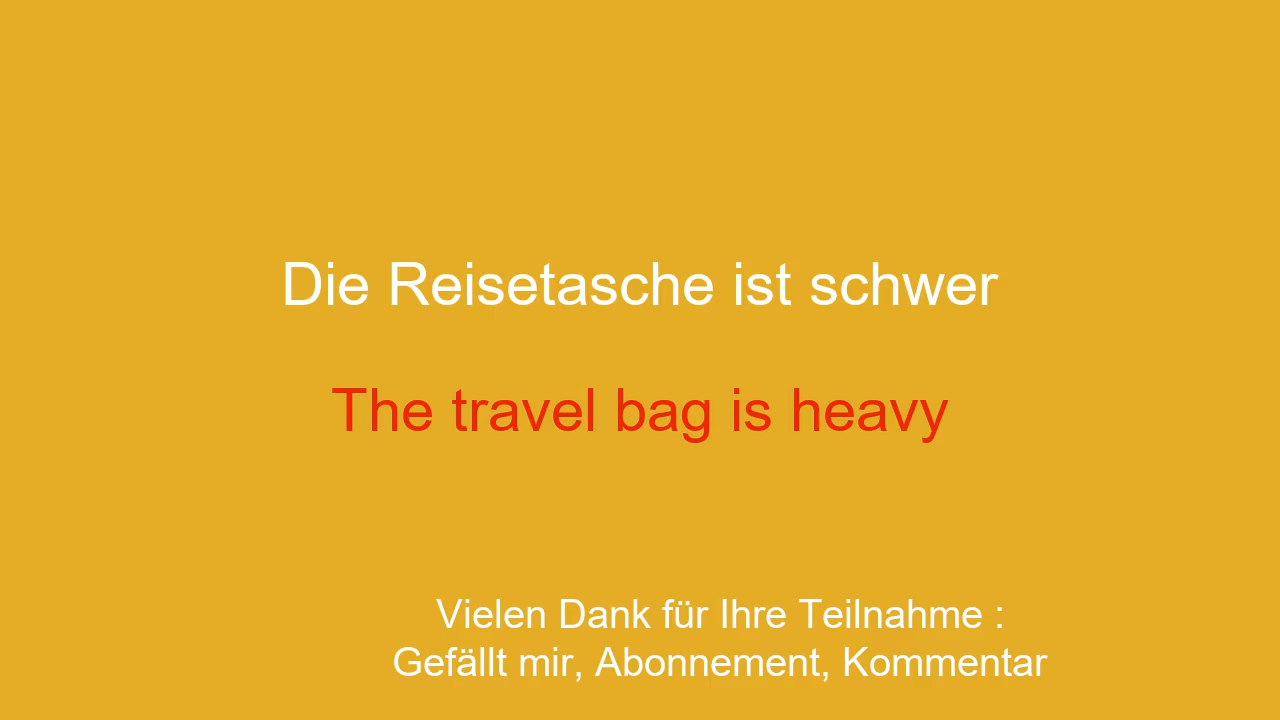 Die Reisetasche ist schwer
The travel bag is heavy
Vielen Dank für Ihre Teilnahme :
Gefällt mir, Abonnement, Kommentar